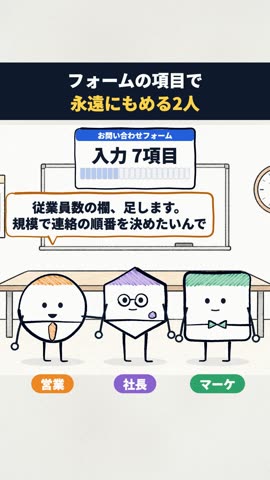 フォームの項目で
永遠にもめる2人
お問い合わせフォーム
入力 7項目
従業員数の欄、足します。
規模で連絡の順番を決めたいんで
営業
社長
マーケ